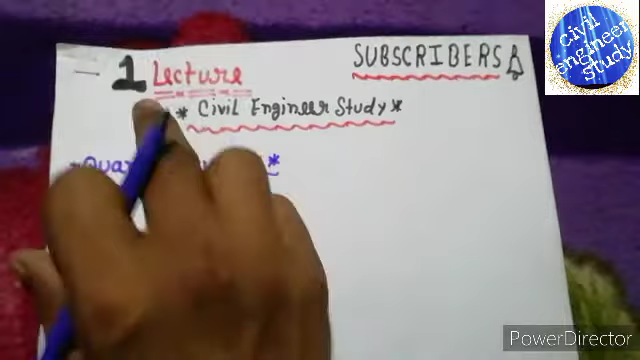 1 Lecture
SUBSCRIBERS
* Civil Engineer Study *
civil
engineer
study
PowerDirector